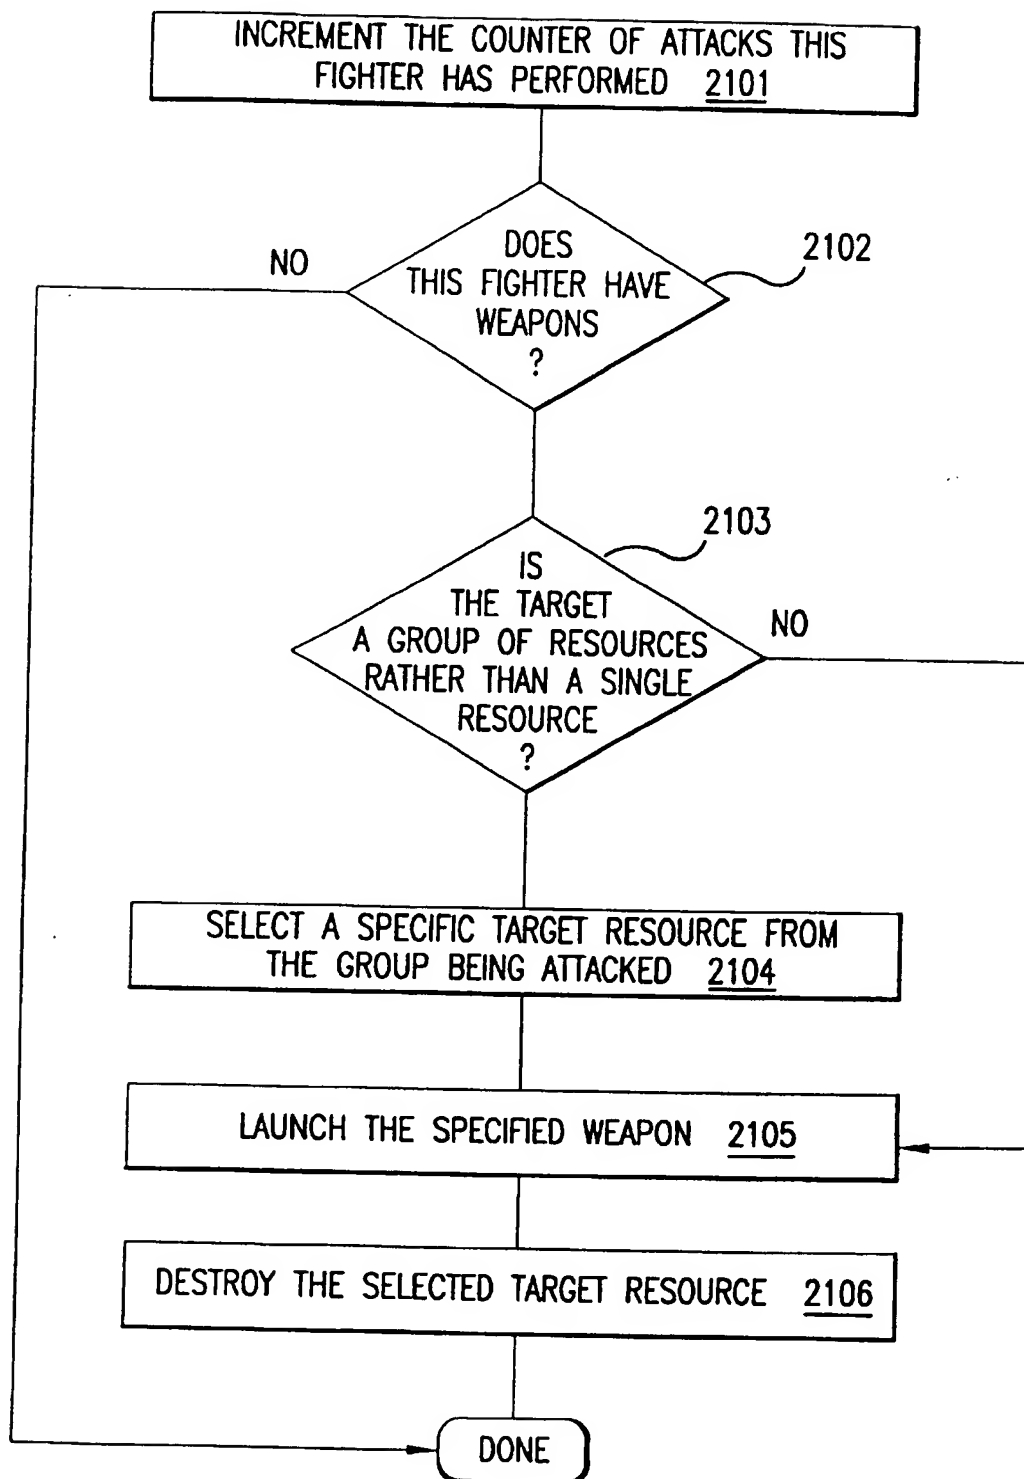 INCREMENT THE COUNTER OF ATTACKS THIS
FIGHTER HAS PERFORMED 2101
DOES
THIS FIGHTER HAVE
WEAPONS
?
NO
2102
2103
IS
THE TARGET
A GROUP OF RESOURCES
RATHER THAN A SINGLE
RESOURCE
?
NO
SELECT A SPECIFIC TARGET RESOURCE FROM
THE GROUP BEING ATTACKED 2104
LAUNCH THE SPECIFIED WEAPON 2105
DESTROY THE SELECTED TARGET RESOURCE 2106
DONE